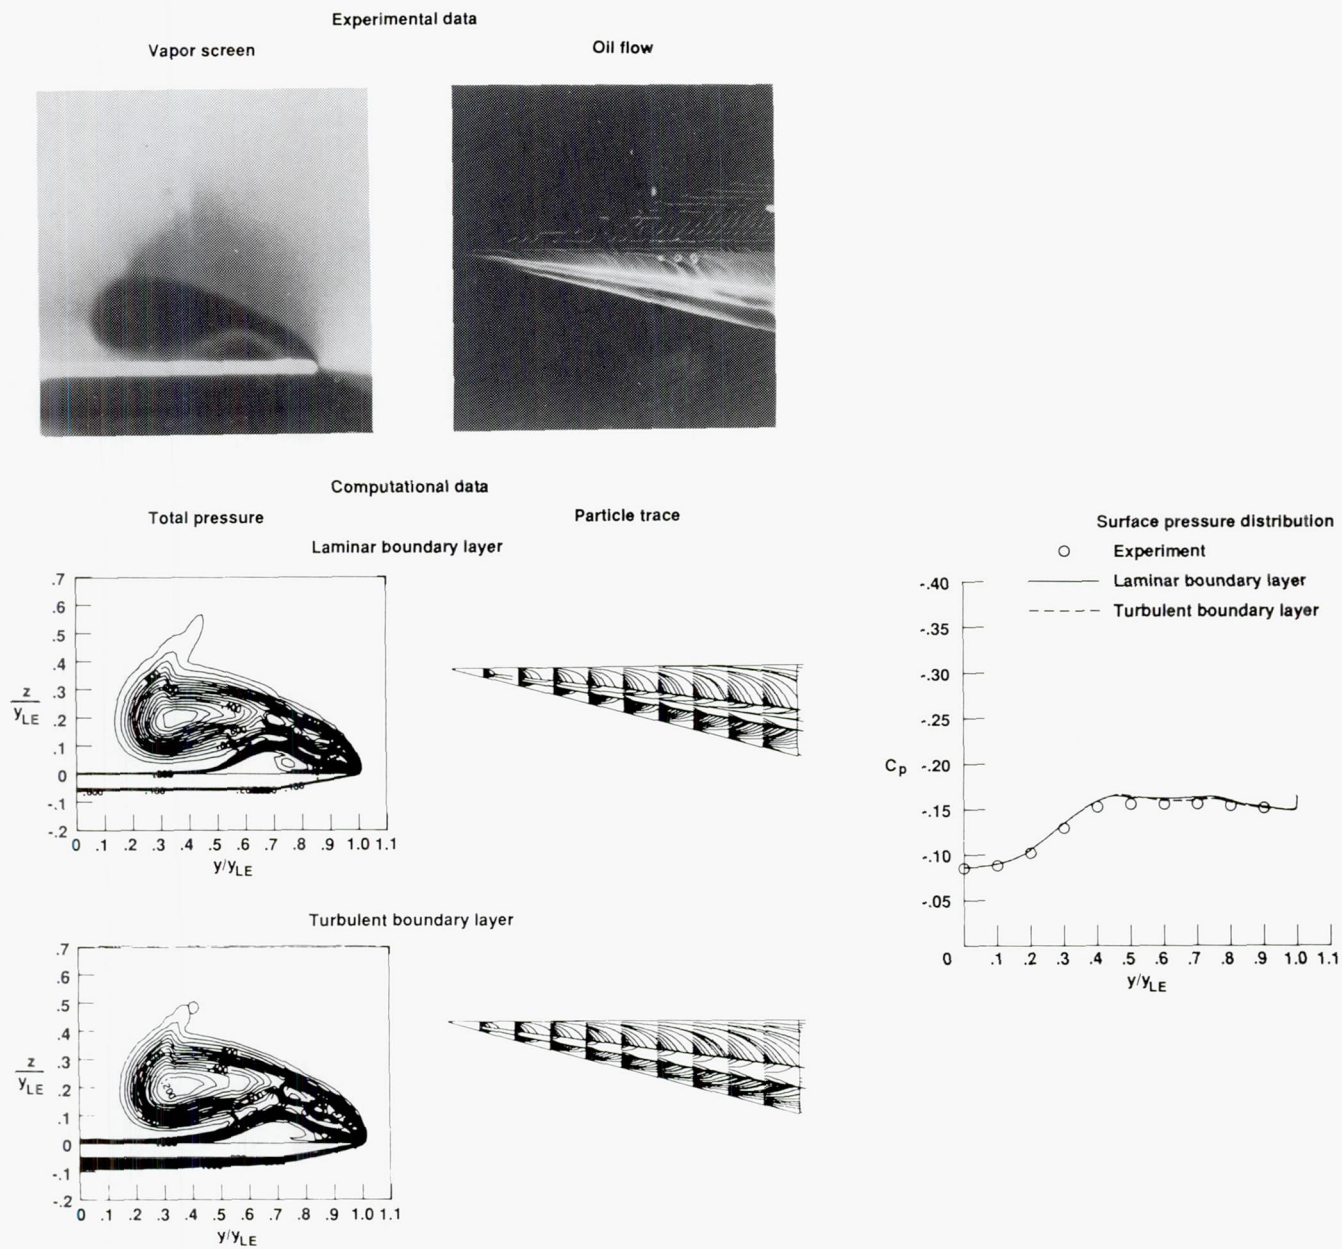 Experimental data
Vapor screen
Oil flow
Computational data
Total pressure
Particle trace
Laminar boundary layer
.7
.6
.5
.4
.3
.2
.1
0
-.1
-.2
z
yLE
0 .1 .2 .3 .4 .5 .6 .7 .8 .9 1.0 1.1
y/yLE
Surface pressure distribution
Experiment
Laminar boundary layer
Turbulent boundary layer
-.40
-.35
-.30
-.25
-.20
-.15
-.10
-.05
Cp
0 .1 .2 .3 .4 .5 .6 .7 .8 .9 1.0 1.1
y/yLE
Turbulent boundary layer
.7
.6
.5
.4
.3
.2
.1
0
-.1
-.2
z
yLE
0 .1 .2 .3 .4 .5 .6 .7 .8 .9 1.0 1.1
y/yLE